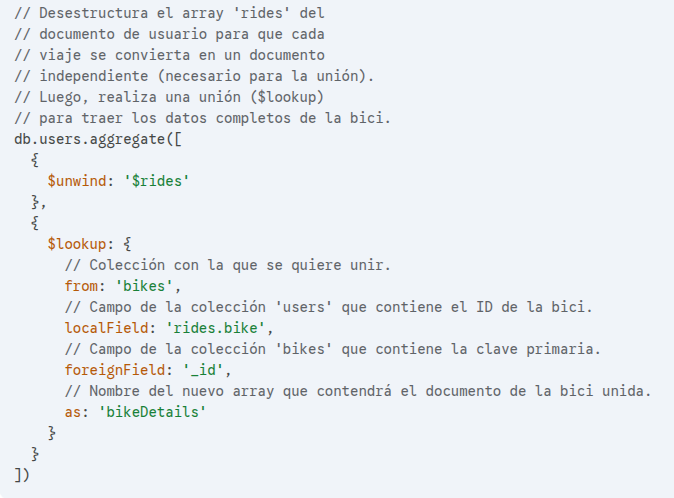 // Desestructura el array 'rides' del
// documento de usuario para que cada
// viaje se convierta en un documento
// independiente (necesario para la unión).
// Luego, realiza una unión ($lookup)
// para traer los datos completos de la bici.
db.users.aggregate([
  {
    $unwind: '$rides'
  },
  {
    $lookup: {
      // Colección con la que se quiere unir.
      from: 'bikes',
      // Campo de la colección 'users' que contiene el ID de la bici.
      localField: 'rides.bike',
      // Campo de la colección 'bikes' que contiene la clave primaria.
      foreignField: '_id',
      // Nombre del nuevo array que contendrá el documento de la bici unida.
      as: 'bikeDetails'
    }
  }
])